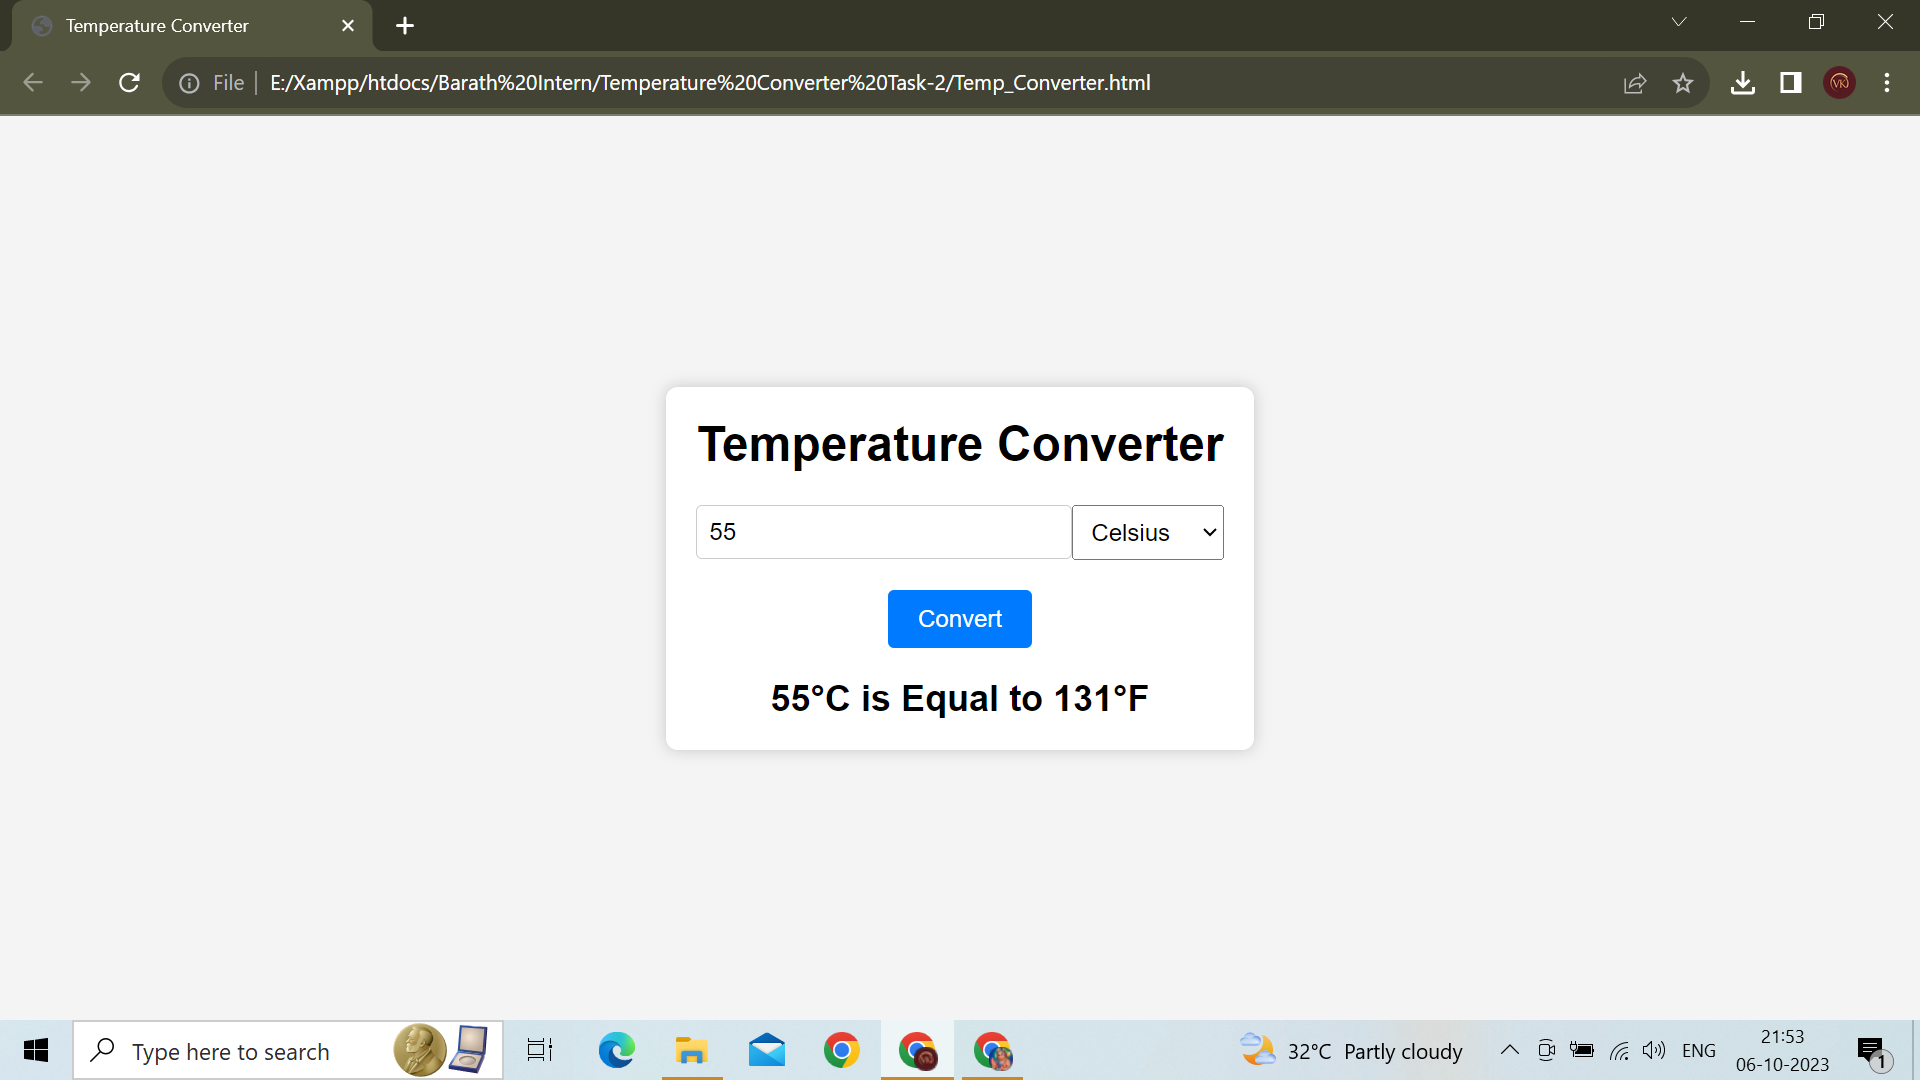 Temperature Converter
File
E:/Xampp/htdocs/Barath%20Intern/Temperature%20Converter%20Task-2/Temp_Converter.html
VK
Temperature Converter
55
Celsius
Convert
55°C is Equal to 131°F
Type here to search
32°C Partly cloudy
ENG
21:53
06-10-2023
1